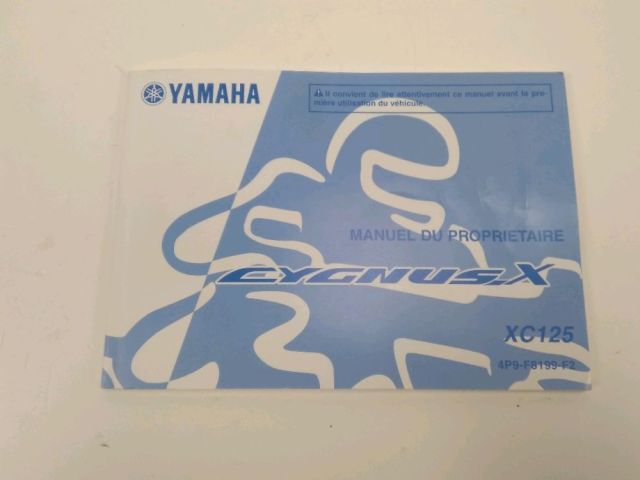 YAMAHA
⚠ Il convient de lire attentivement ce manuel avant la pre-
mière utilisation du véhicule.
MANUEL DU PROPRIETAIRE
CYGNUS.X
XC125
4P9-F8199-F2